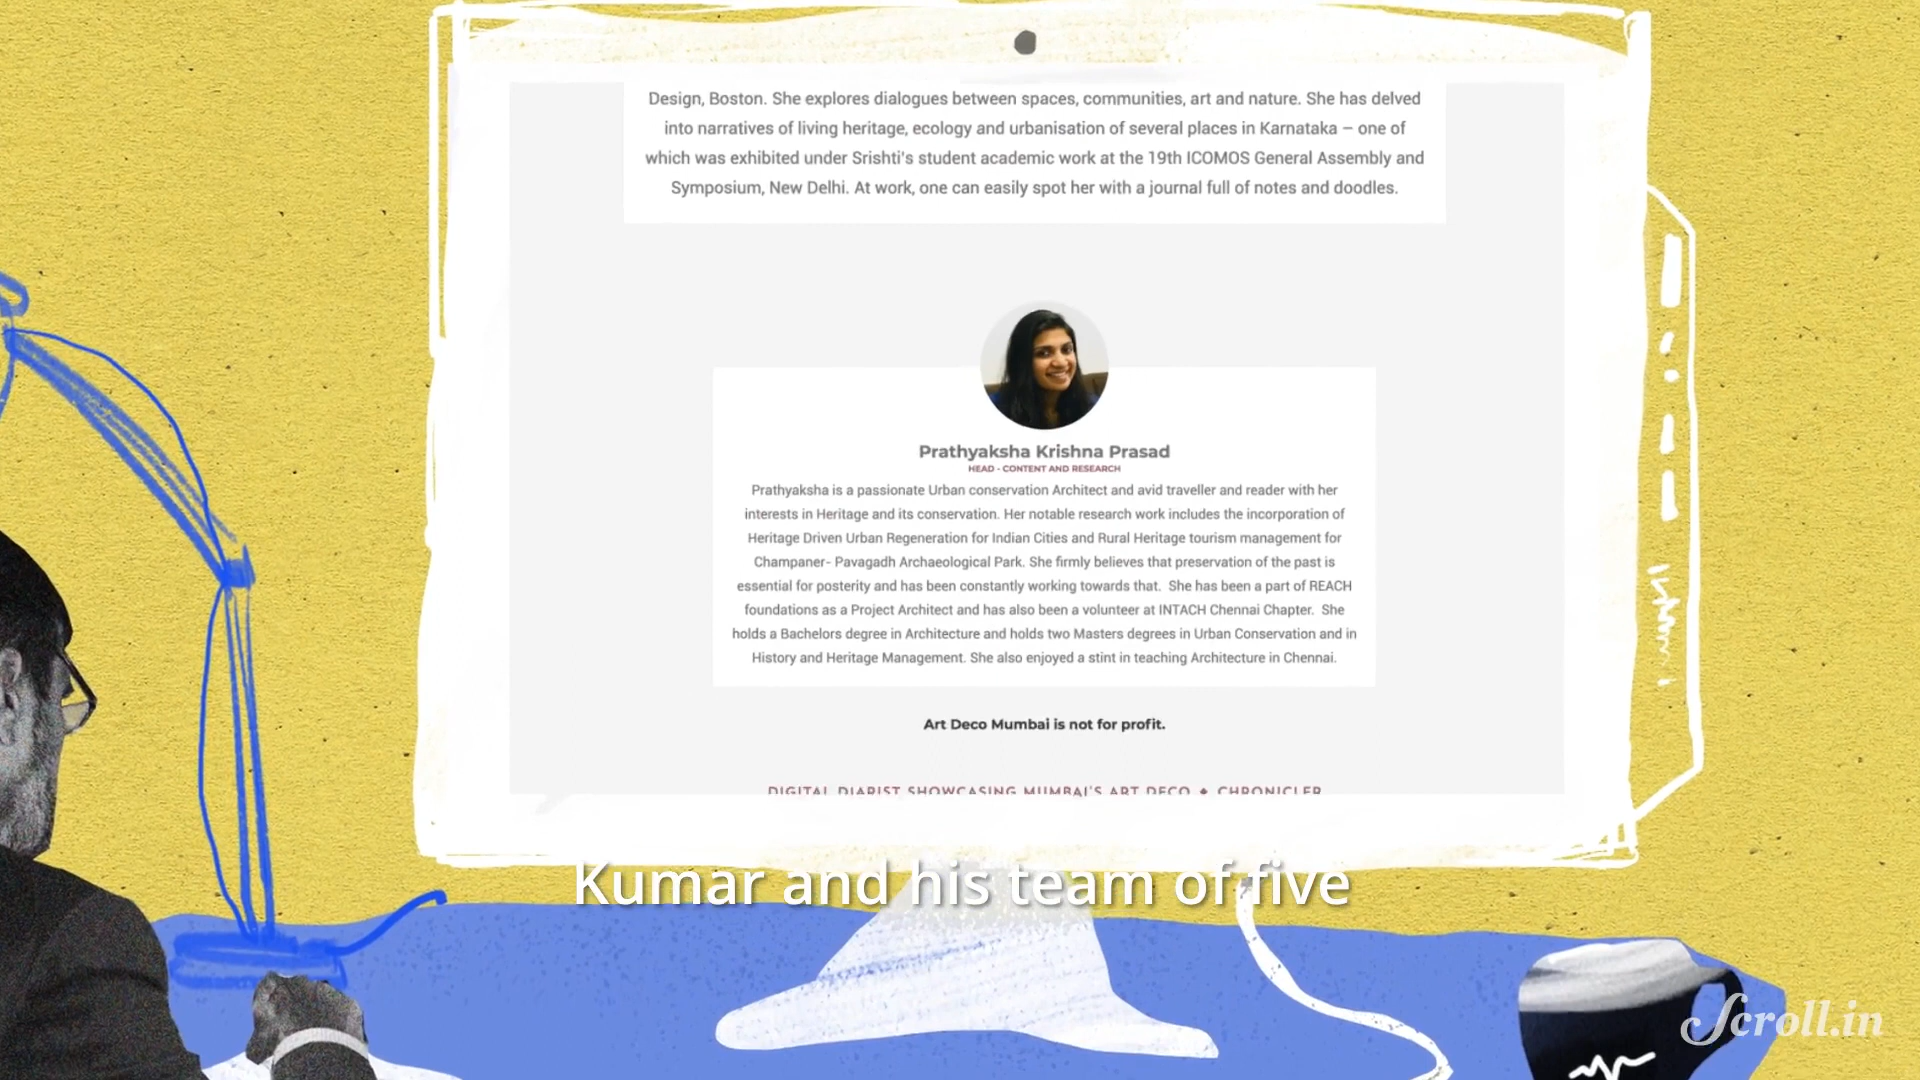 Design, Boston. She explores dialogues between spaces, communities, art and nature. She has delved
into narratives of living heritage, ecology and urbanisation of several places in Karnataka – one of
which was exhibited under Srishti's student academic work at the 19th ICOMOS General Assembly and
Symposium, New Delhi. At work, one can easily spot her with a journal full of notes and doodles.
Prathyaksha Krishna Prasad
HEAD - CONTENT AND RESEARCH
Prathyaksha is a passionate Urban conservation Architect and avid traveller and reader with her
interests in Heritage and its conservation. Her notable research work includes the incorporation of
Heritage Driven Urban Regeneration for Indian Cities and Rural Heritage tourism management for
Champaner- Pavagadh Archaeological Park. She firmly believes that preservation of the past is
essential for posterity and has been constantly working towards that. She has been a part of REACH
foundations as a Project Architect and has also been a volunteer at INTACH Chennai Chapter. She
holds a Bachelors degree in Architecture and holds two Masters degrees in Urban Conservation and in
History and Heritage Management. She also enjoyed a stint in teaching Architecture in Chennai.
Art Deco Mumbai is not for profit.
DIGITAL DIARIST SHOWCASING MUMBAI'S ART DECO ◆ CHRONICLER
Kumar and his team of five
Scroll.in